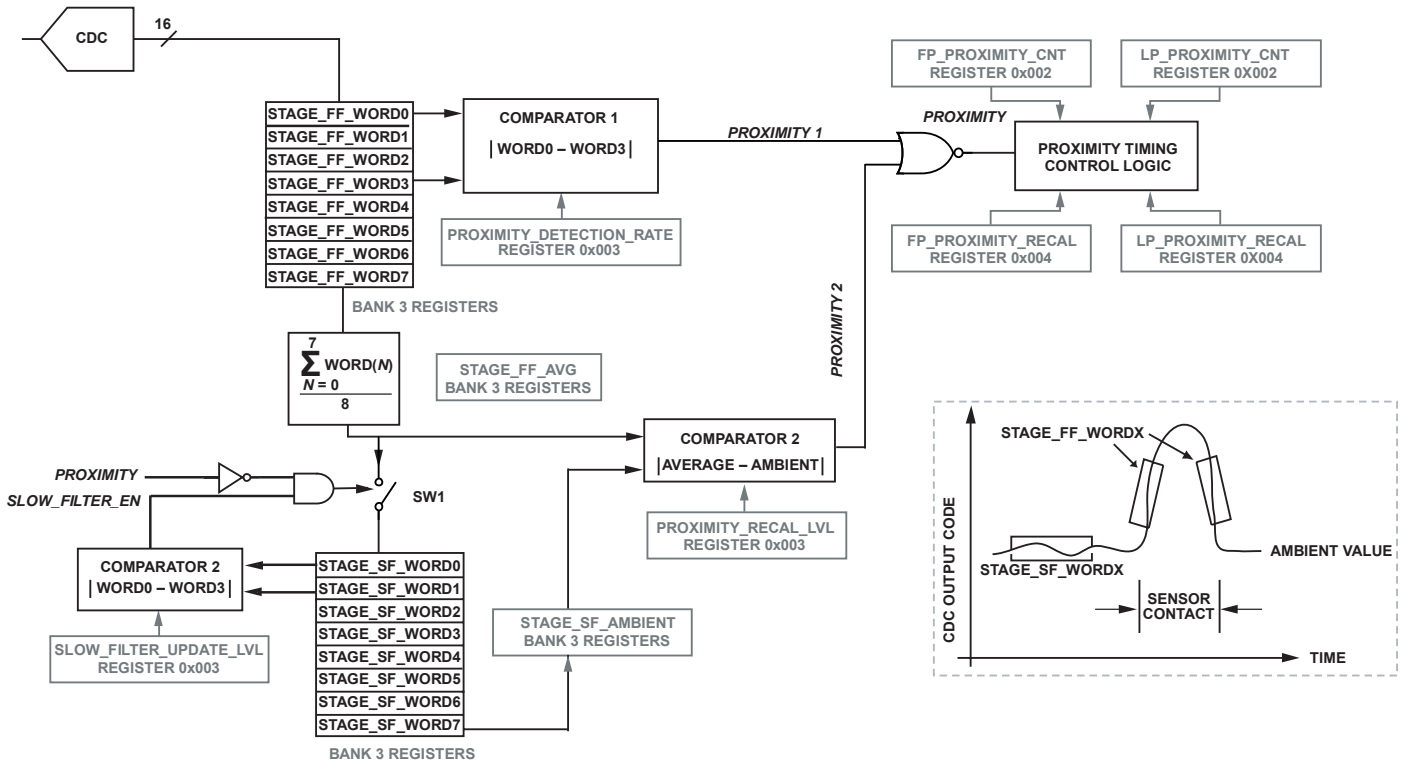 CDC
16
STAGE_FF_WORD0
STAGE_FF_WORD1
STAGE_FF_WORD2
STAGE_FF_WORD3
STAGE_FF_WORD4
STAGE_FF_WORD5
STAGE_FF_WORD6
STAGE_FF_WORD7
BANK 3 REGISTERS
COMPARATOR 1
|WORD0 – WORD3|
PROXIMITY_DETECTION_RATE
REGISTER 0x003
PROXIMITY 1
PROXIMITY
FP_PROXIMITY_CNT
REGISTER 0x002
LP_PROXIMITY_CNT
REGISTER 0X002
PROXIMITY TIMING
CONTROL LOGIC
FP_PROXIMITY_RECAL
REGISTER 0x004
LP_PROXIMITY_RECAL
REGISTER 0X004
PROXIMITY 2
7
Σ WORD(N)
N = 0
8
STAGE_FF_AVG
BANK 3 REGISTERS
COMPARATOR 2
|AVERAGE – AMBIENT|
PROXIMITY_RECAL_LVL
REGISTER 0x003
PROXIMITY
SLOW_FILTER_EN
SW1
COMPARATOR 2
|WORD0 – WORD3|
SLOW_FILTER_UPDATE_LVL
REGISTER 0x003
STAGE_SF_WORD0
STAGE_SF_WORD1
STAGE_SF_WORD2
STAGE_SF_WORD3
STAGE_SF_WORD4
STAGE_SF_WORD5
STAGE_SF_WORD6
STAGE_SF_WORD7
BANK 3 REGISTERS
STAGE_SF_AMBIENT
BANK 3 REGISTERS
CDC OUTPUT CODE
STAGE_FF_WORDX
STAGE_SF_WORDX
AMBIENT VALUE
SENSOR
CONTACT
TIME